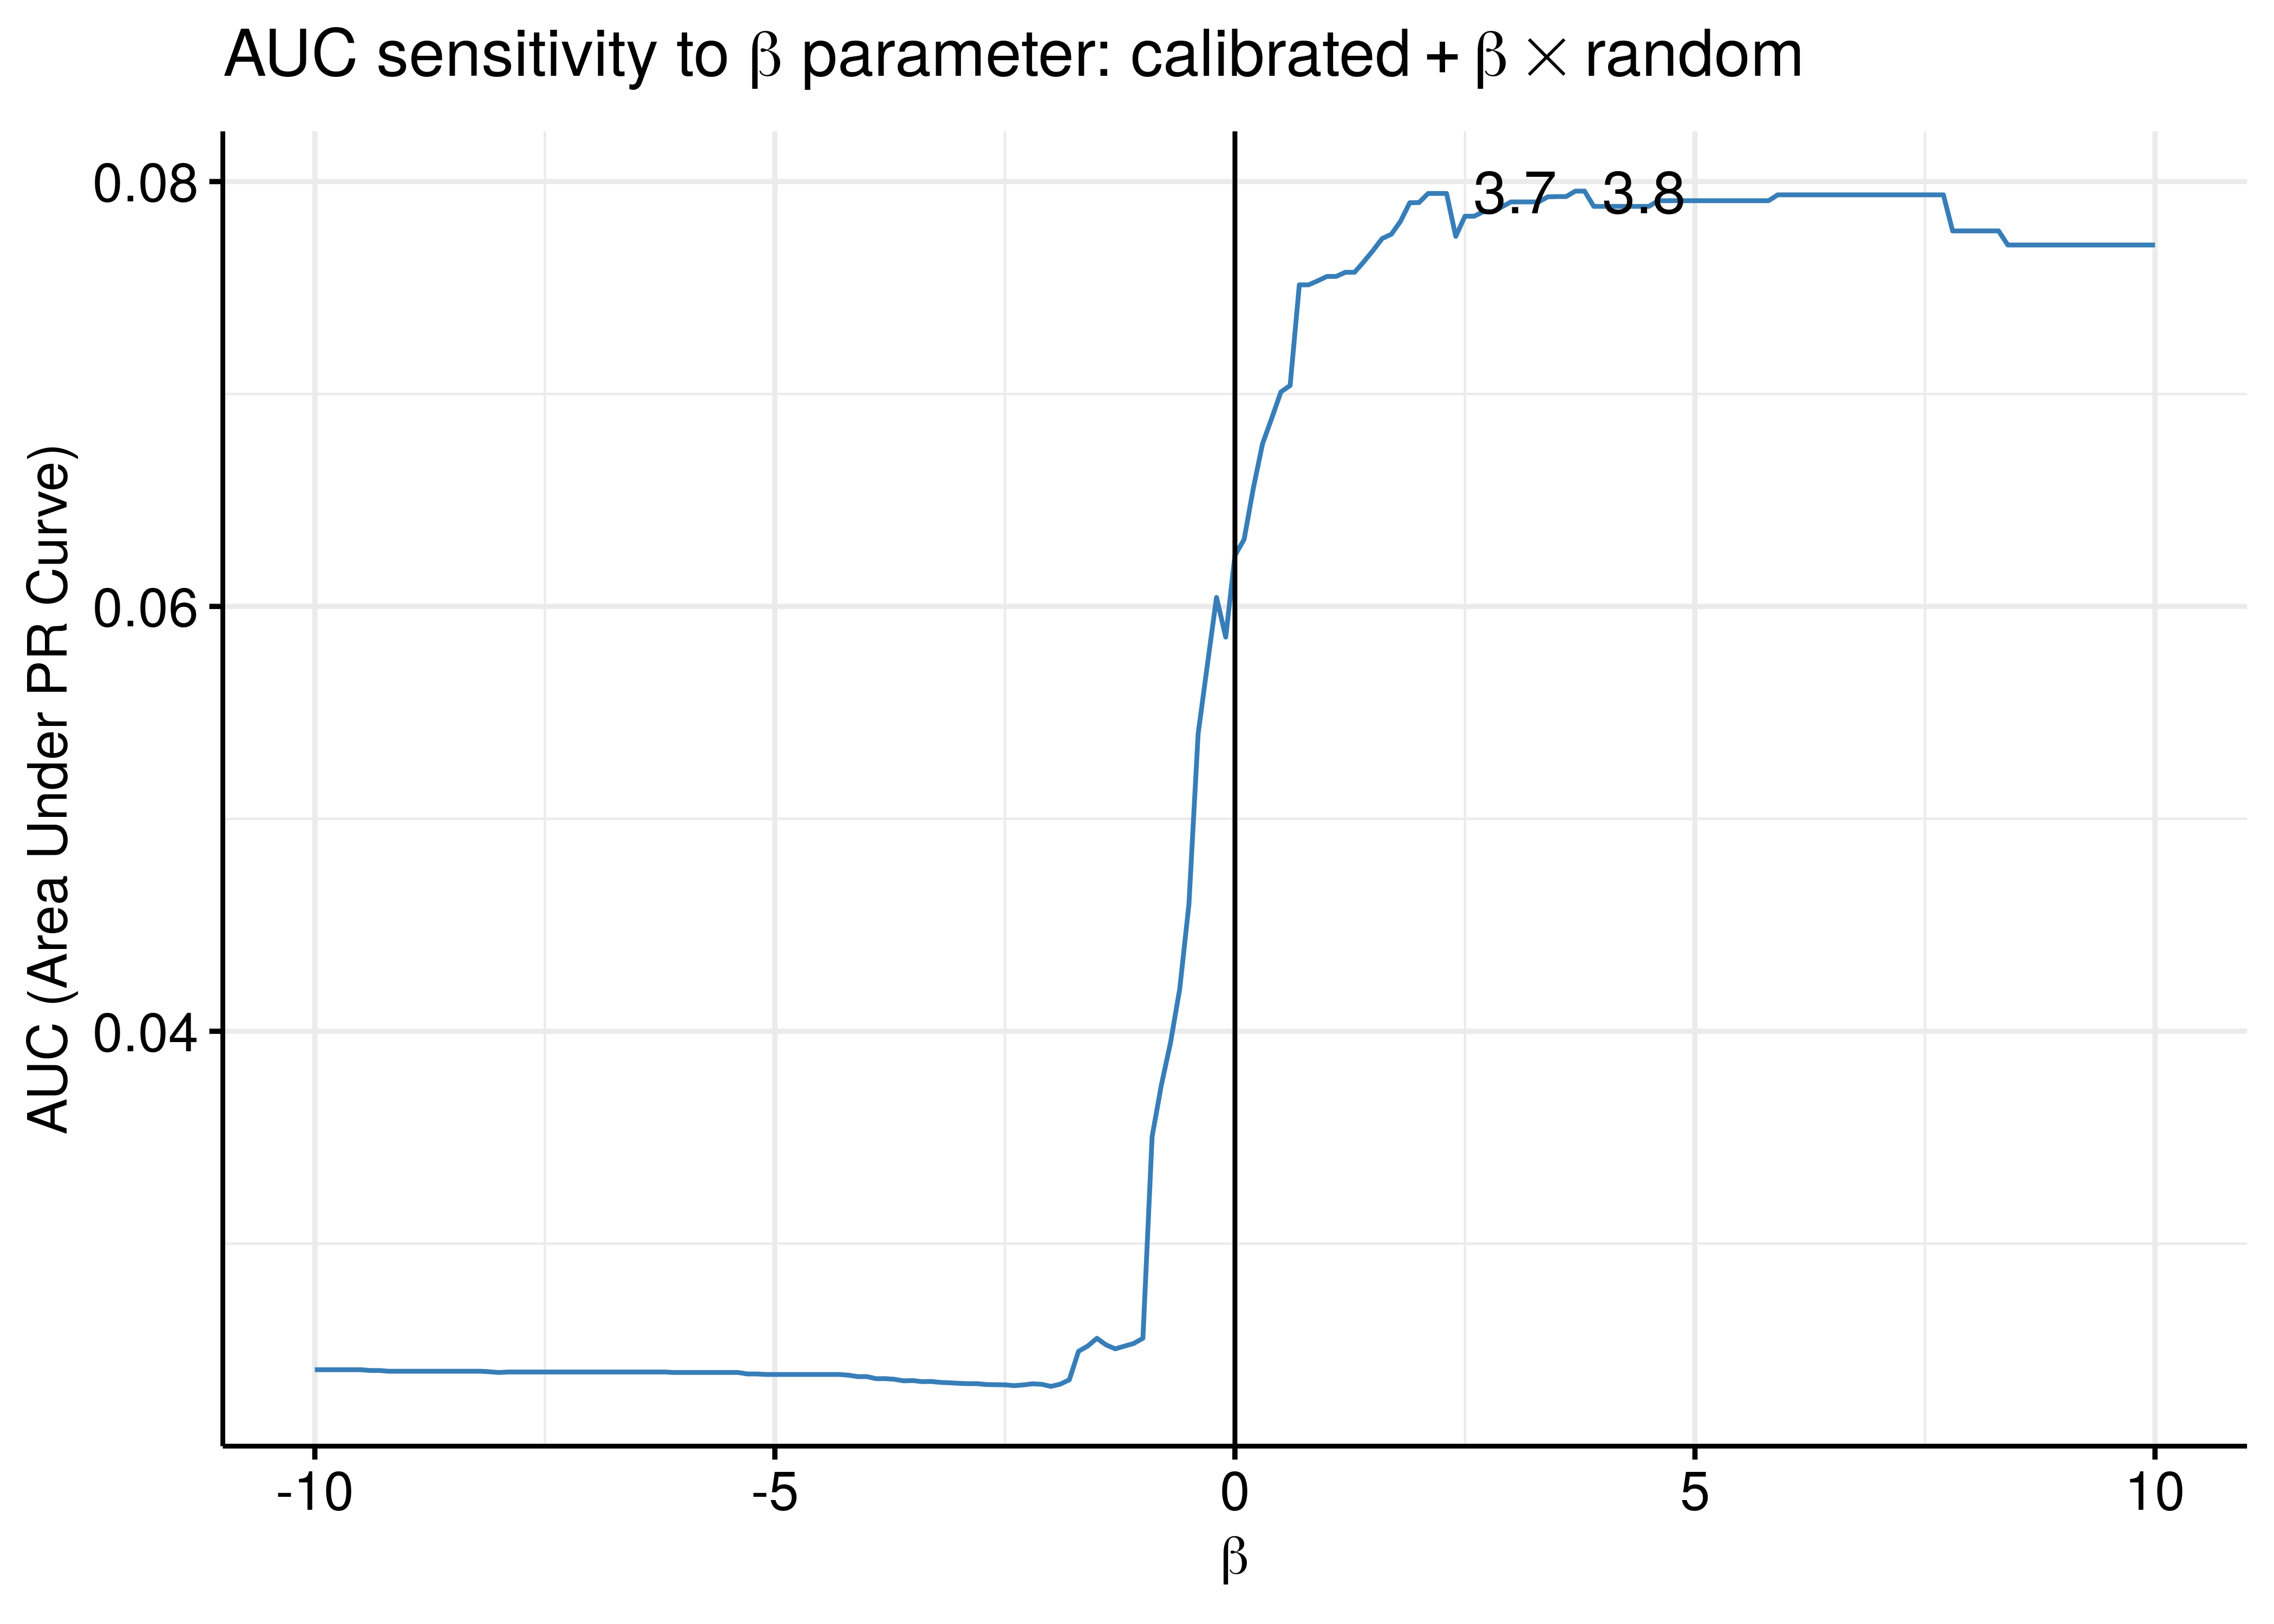 AUC sensitivity to β parameter: calibrated + β × random
AUC (Area Under PR Curve)
0.08
0.06
0.04
3.7 3.8
-10 -5 0 5 10
β